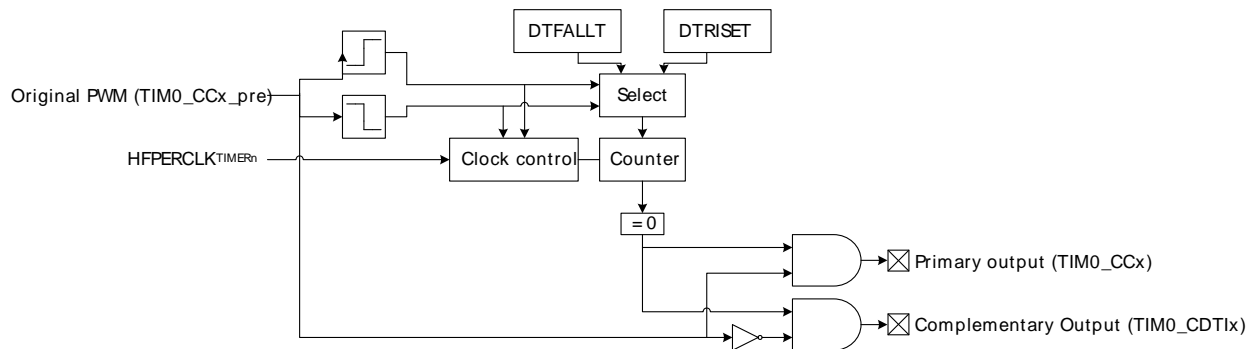 DTFALLT
DTRISET
Original PWM (TIM0_CCx_pre)
Select
HFPERCLKTIMERn
Clock control
Counter
= 0
Primary output (TIM0_CCx)
Complementary Output (TIM0_CDTIx)